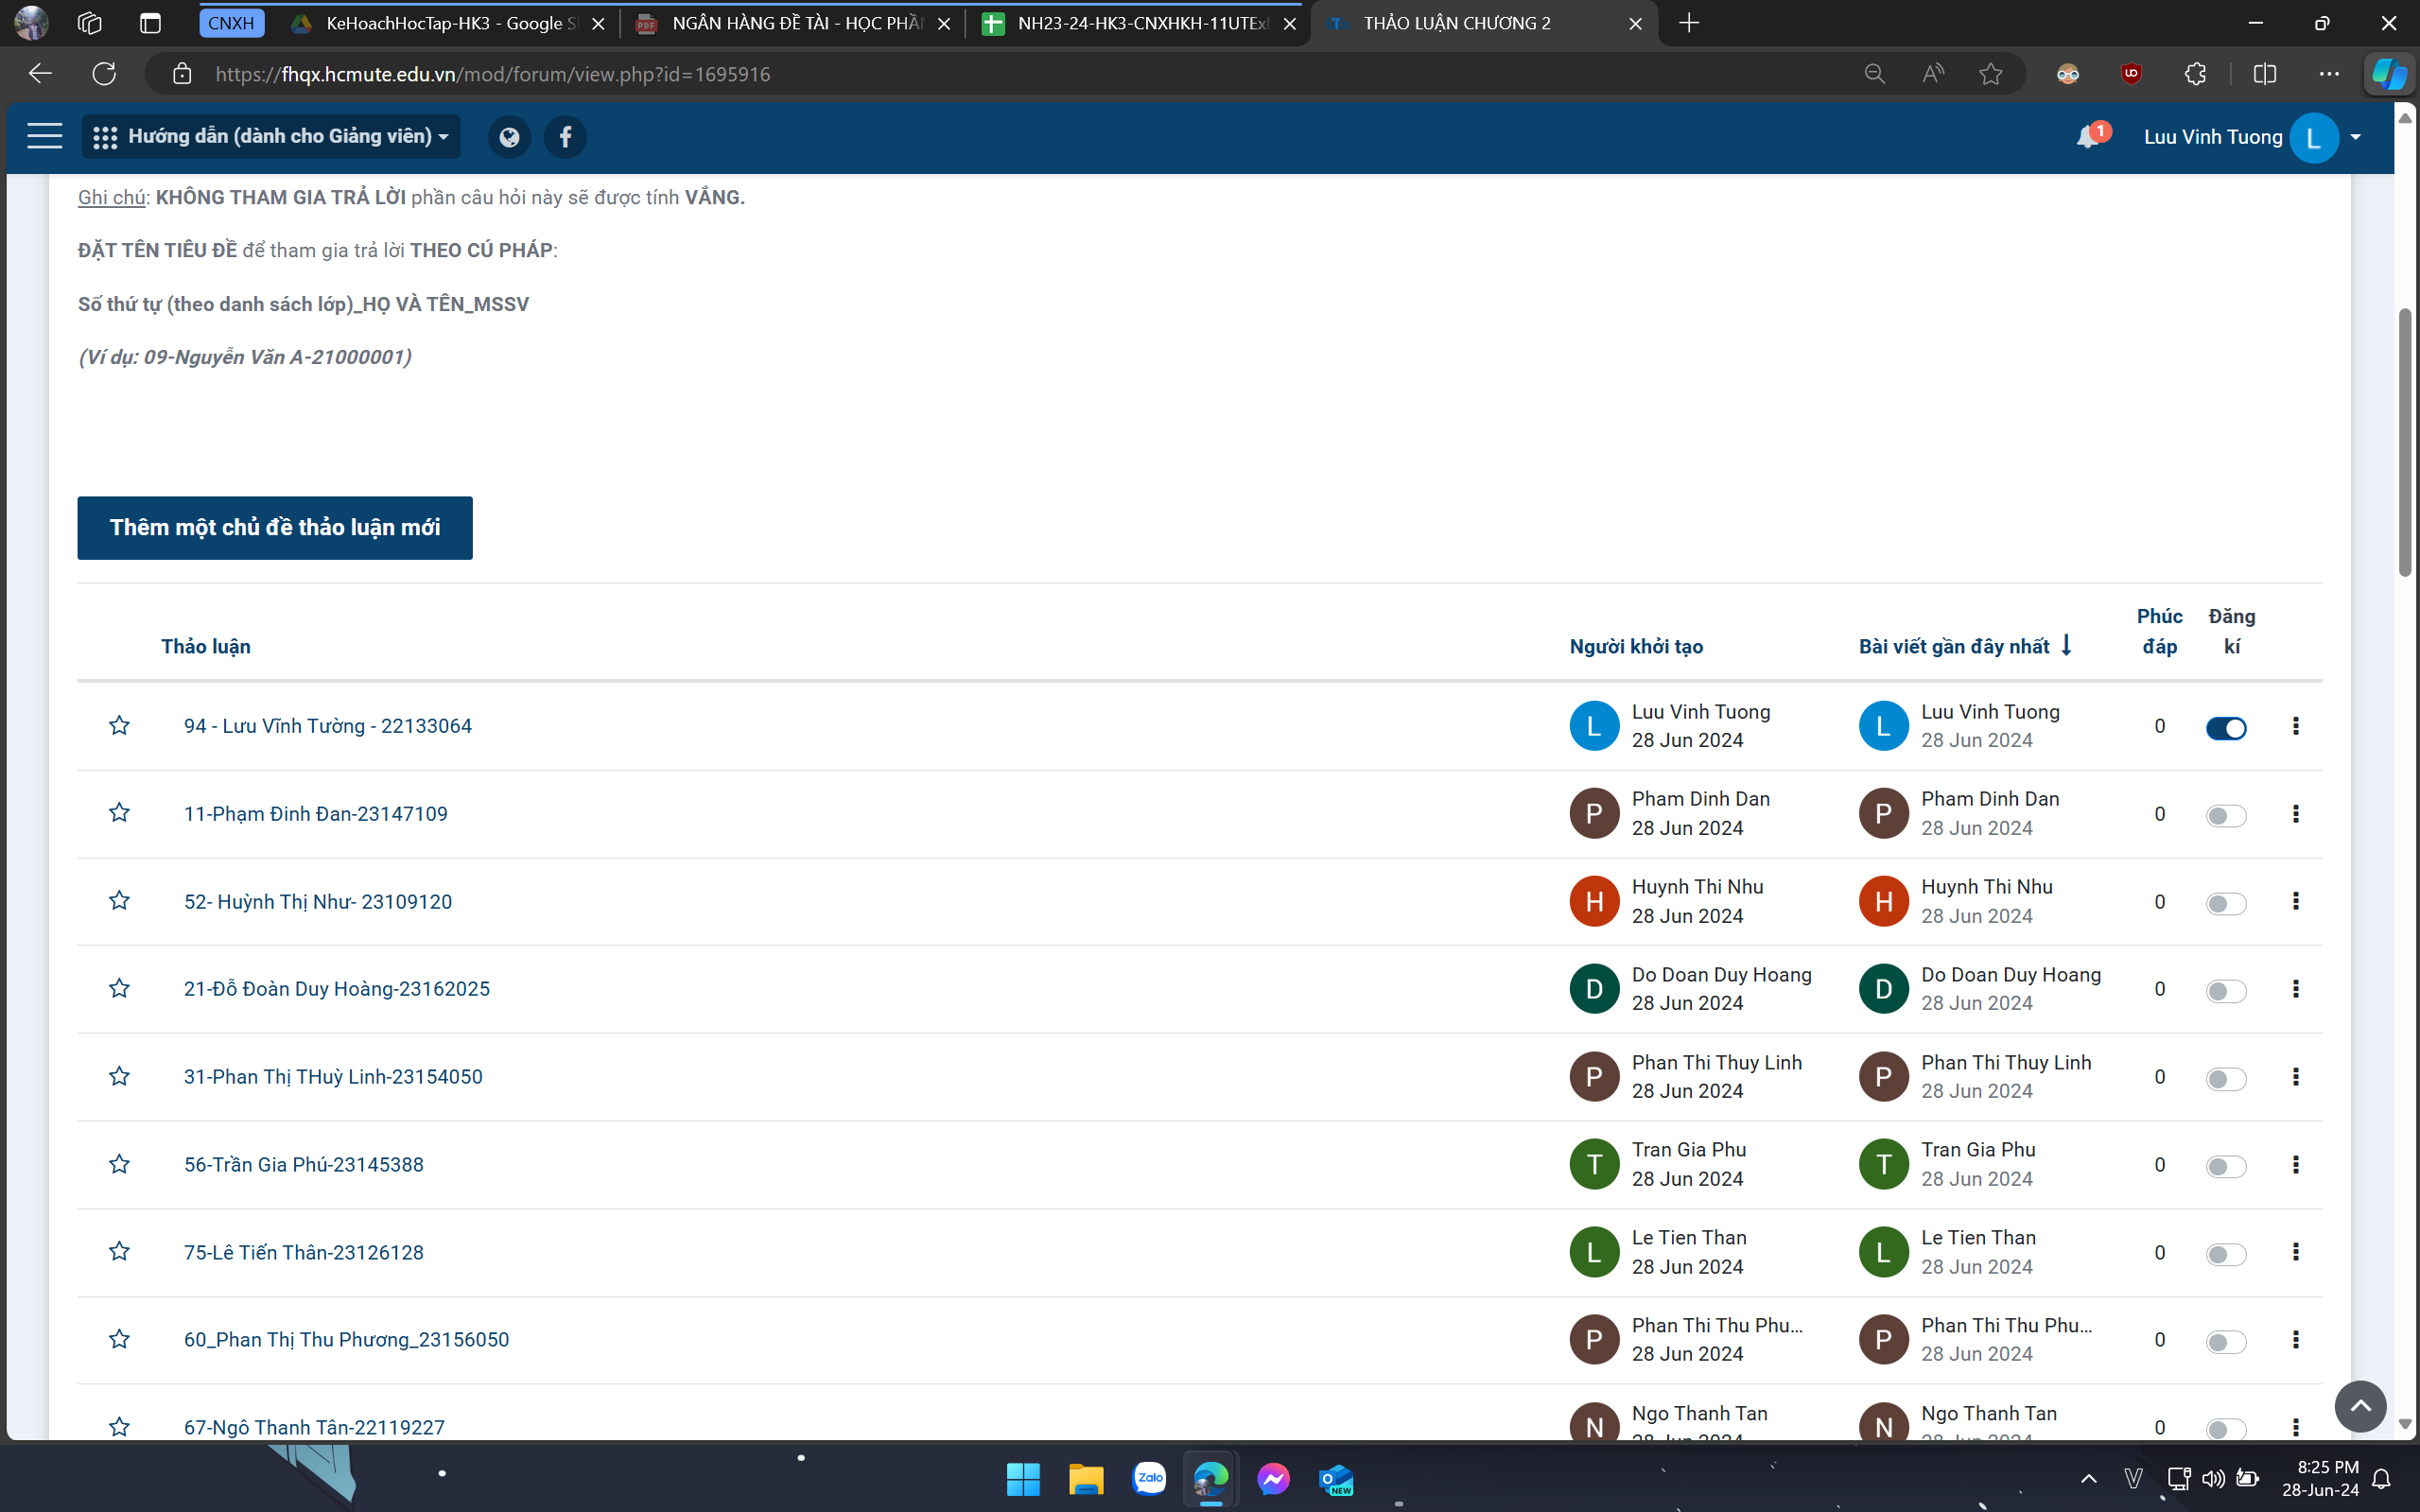 CNXH
KeHoachHocTap-HK3 - Google S
NGÂN HÀNG ĐỀ TÀI - HỌC PHẦN
NH23-24-HK3-CNXHKH-11UTExM
THẢO LUẬN CHƯƠNG 2
https://fhqx.hcmute.edu.vn/mod/forum/view.php?id=1695916
Hướng dẫn (dành cho Giảng viên)
1
Luu Vinh Tuong
L
Ghi chú: KHÔNG THAM GIA TRẢ LỜI phần câu hỏi này sẽ được tính VẮNG.
ĐẶT TÊN TIÊU ĐỀ để tham gia trả lời THEO CÚ PHÁP:
Số thứ tự (theo danh sách lớp)_HỌ VÀ TÊN_MSSV
(Ví dụ: 09-Nguyễn Văn A-21000001)
Thêm một chủ đề thảo luận mới
Thảo luận
Người khởi tạo
Bài viết gần đây nhất
Phúc đáp
Đăng kí
94 - Lưu Vĩnh Tường - 22133064
L
Luu Vinh Tuong
28 Jun 2024
L
Luu Vinh Tuong
28 Jun 2024
0
11-Phạm Đinh Đan-23147109
P
Pham Dinh Dan
28 Jun 2024
P
Pham Dinh Dan
28 Jun 2024
0
52- Huỳnh Thị Như- 23109120
H
Huynh Thi Nhu
28 Jun 2024
H
Huynh Thi Nhu
28 Jun 2024
0
21-Đỗ Đoàn Duy Hoàng-23162025
D
Do Doan Duy Hoang
28 Jun 2024
D
Do Doan Duy Hoang
28 Jun 2024
0
31-Phan Thị THuỳ Linh-23154050
P
Phan Thi Thuy Linh
28 Jun 2024
P
Phan Thi Thuy Linh
28 Jun 2024
0
56-Trần Gia Phú-23145388
T
Tran Gia Phu
28 Jun 2024
T
Tran Gia Phu
28 Jun 2024
0
75-Lê Tiến Thân-23126128
L
Le Tien Than
28 Jun 2024
L
Le Tien Than
28 Jun 2024
0
60_Phan Thị Thu Phương_23156050
P
Phan Thi Thu Phu...
28 Jun 2024
P
Phan Thi Thu Phu...
28 Jun 2024
0
67-Ngô Thanh Tân-22119227
N
Ngo Thanh Tan
28 Jun 2024
N
Ngo Thanh Tan
28 Jun 2024
0
Zalo
NEW
V
8:25 PM
28-Jun-24